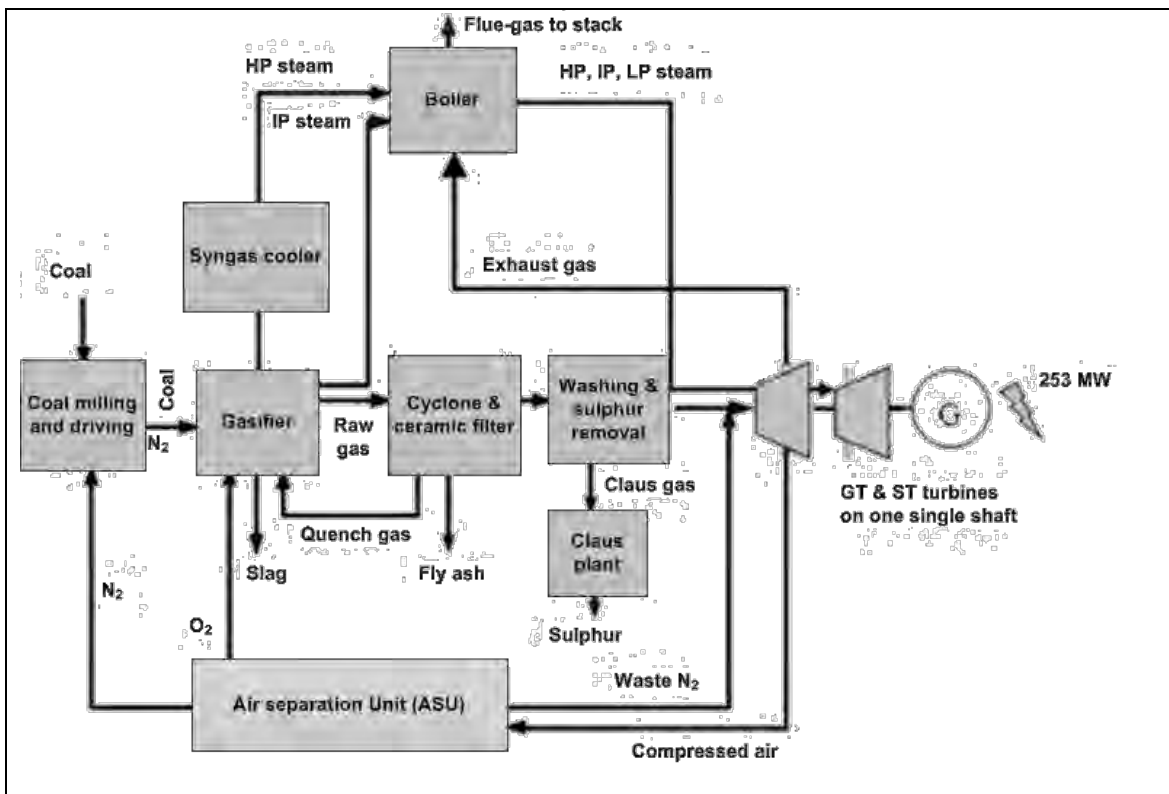 Flue-gas to stack
HP steam
Boiler
HP, IP, LP steam
IP steam
Syngas cooler
Exhaust gas
Coal
253 MW
Coal milling
and driving
Coal
N₂
Gasifier
Raw
gas
Cyclone &
ceramic filter
Washing &
sulphur
removal
G
GT & ST turbines
on one single shaft
Quench gas
Claus gas
Slag
Fly ash
Claus
plant
Sulphur
N₂
O₂
Air separation Unit (ASU)
Waste N₂
Compressed air